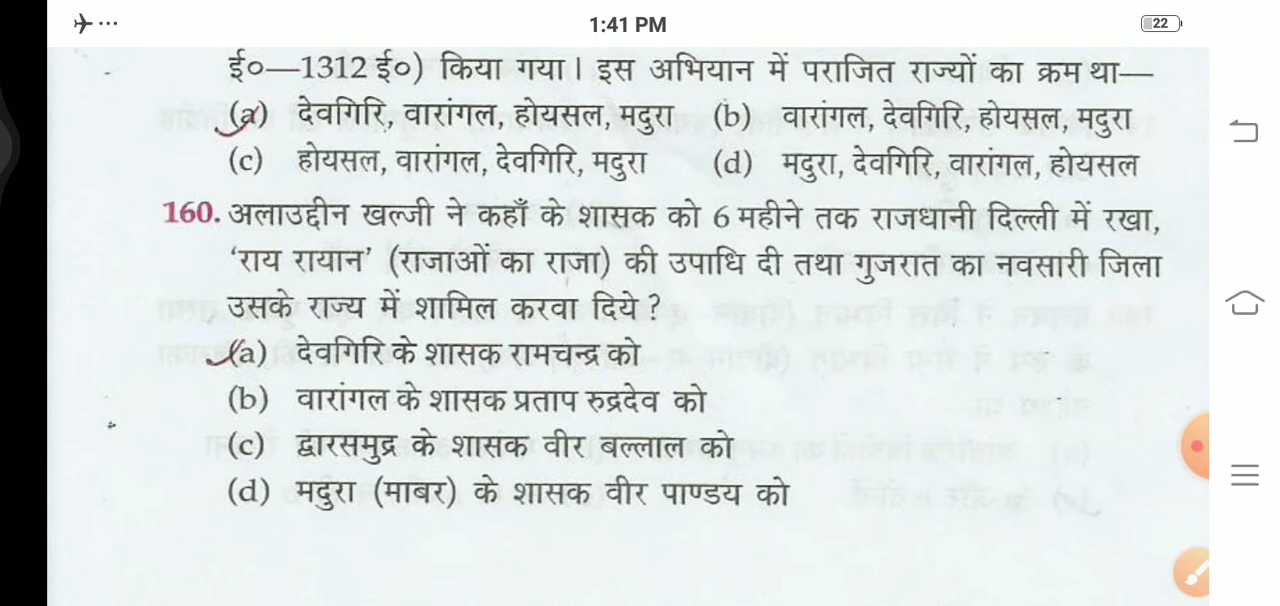 1:41 PM
22
ई०—1312 ई०) किया गया। इस अभियान में पराजित राज्यों का क्रम था—
(a) देवगिरि, वारांगल, होयसल, मदुरा (b) वारांगल, देवगिरि, होयसल, मदुरा
(c) होयसल, वारांगल, देवगिरि, मदुरा (d) मदुरा, देवगिरि, वारांगल, होयसल
160. अलाउद्दीन खल्जी ने कहाँ के शासक को 6 महीने तक राजधानी दिल्ली में रखा,
'राय रायान' (राजाओं का राजा) की उपाधि दी तथा गुजरात का नवसारी जिला
उसके राज्य में शामिल करवा दिये?
(a) देवगिरि के शासक रामचन्द्र को
(b) वारांगल के शासक प्रताप रुद्रदेव को
(c) द्वारसमुद्र के शासक वीर बल्लाल को
(d) मदुरा (माबर) के शासक वीर पाण्डय को